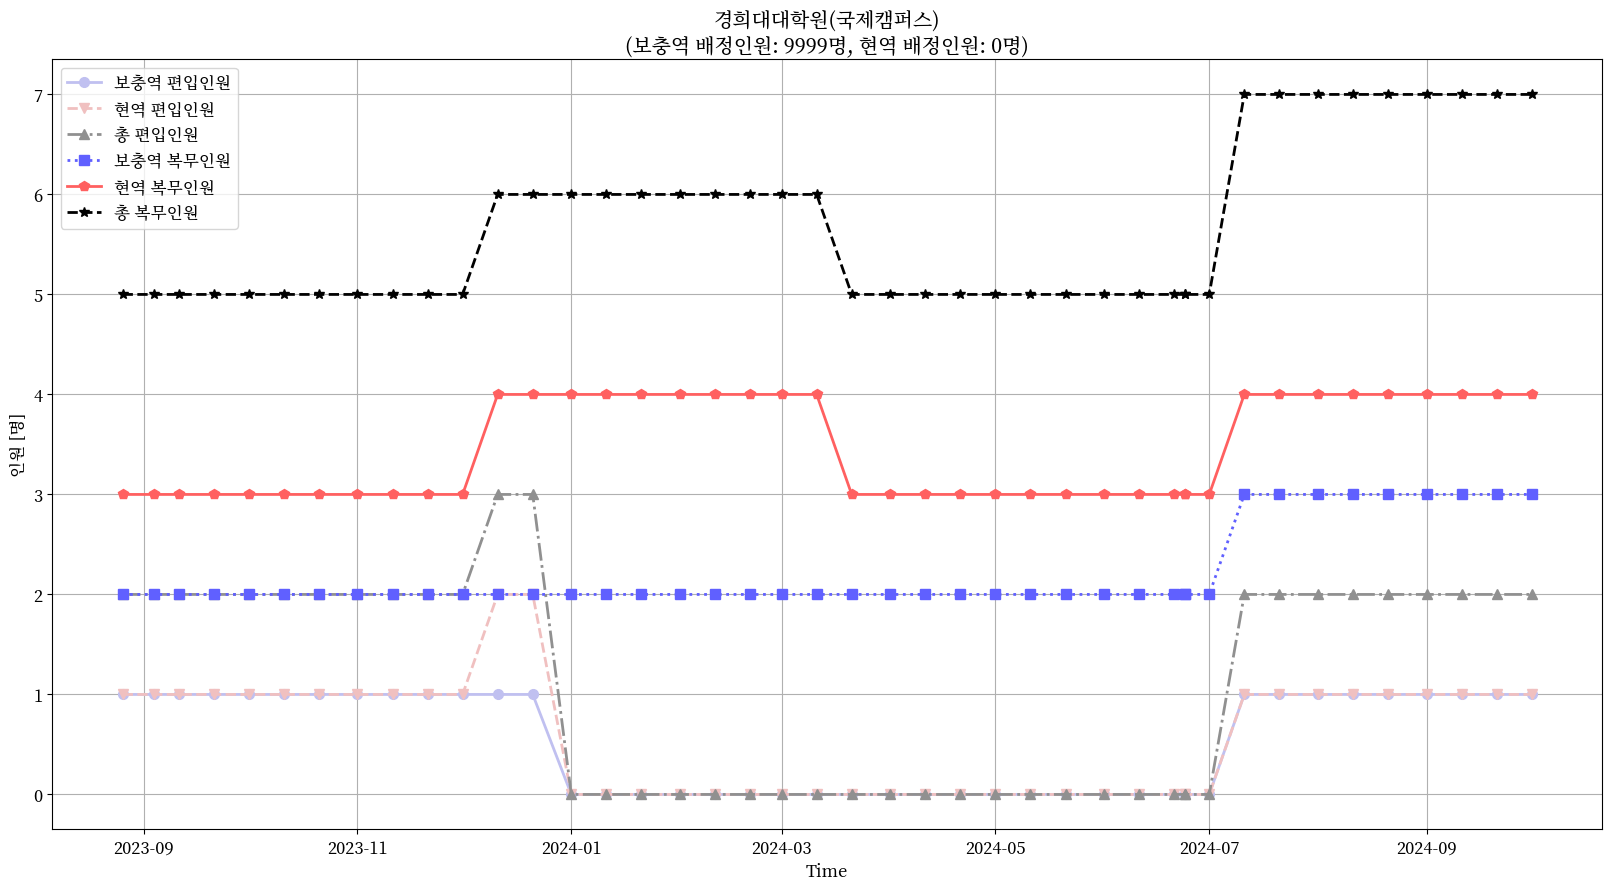 경희대대학원(국제캠퍼스)
(보충역 배정인원: 9999명, 현역 배정인원: 0명)
보충역 편입인원
현역 편입인원
총 편입인원
보충역 복무인원
현역 복무인원
총 복무인원
7
6
5
4
3
2
1
0
인원 [명]
2023-09
2023-11
2024-01
2024-03
2024-05
2024-07
2024-09
Time